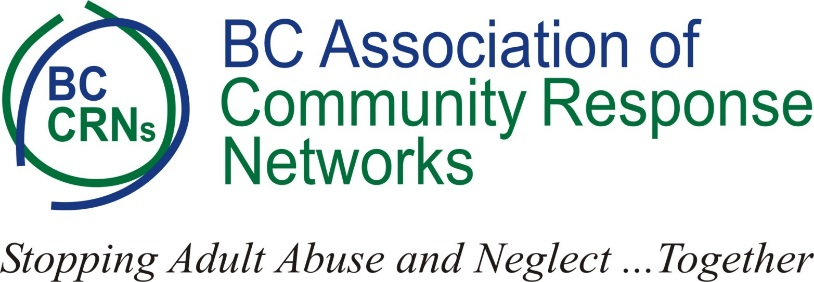 BC
CRNs
BC Association of
Community Response
Networks
Stopping Adult Abuse and Neglect ...Together